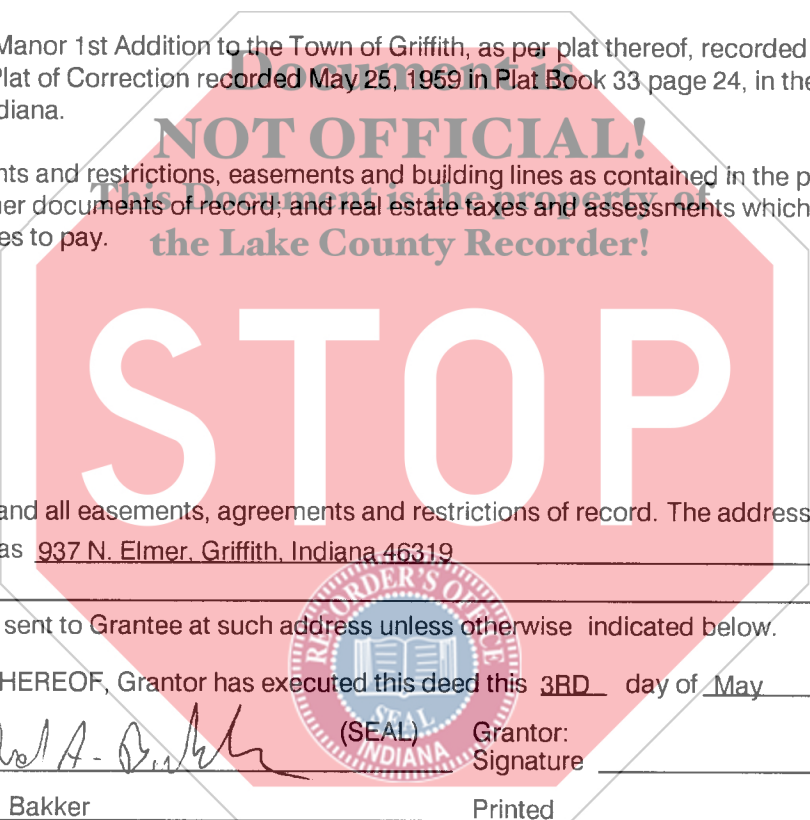 Manor 1st Addition to the Town of Griffith, as per plat thereof, recorded
Plat of Correction recorded May 25, 1959 in Plat Book 33 page 24, in the
diana.
Document is
NOT OFFICIAL!
This Document is the property of
the Lake County Recorder!
nts and restrictions, easements and building lines as contained in the p
ner documents of record; and real estate taxes and assessments which
es to pay.
STOP
and all easements, agreements and restrictions of record. The address
as 937 N. Elmer, Griffith, Indiana 46319
sent to Grantee at such address unless otherwise indicated below.
RECORDER'S OFFICE
SEAL
INDIANA
HEREOF, Grantor has executed this deed this 3RD day of May
(SEAL) Grantor:
Signature
Bakker Printed